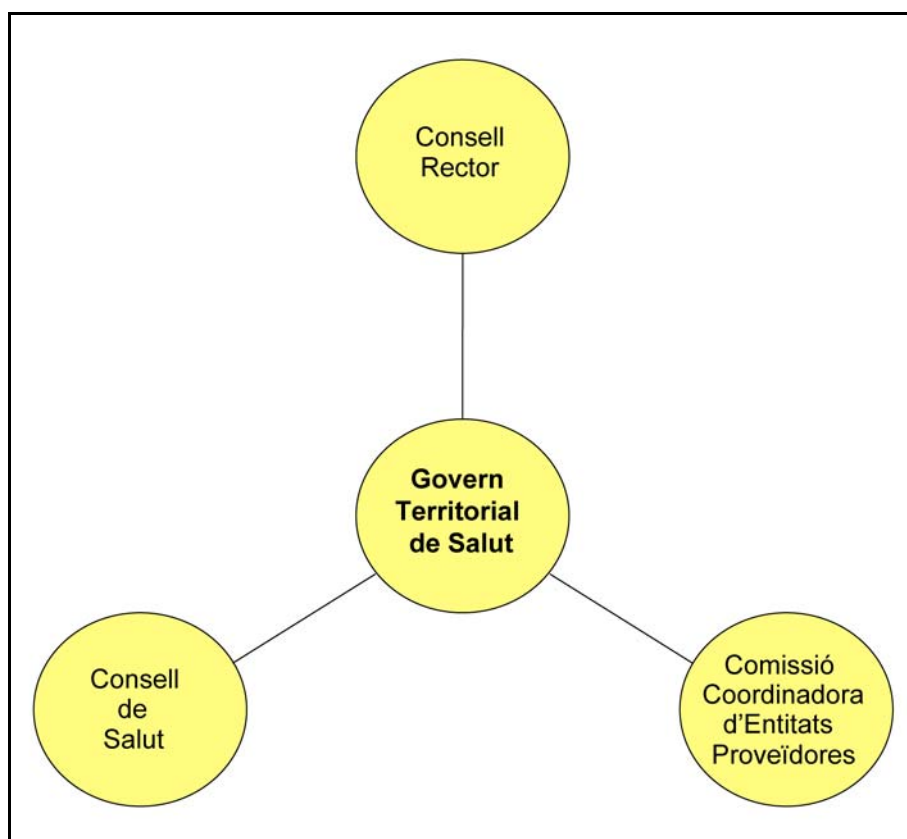 Consell
Rector
Govern
Territorial
de Salut
Consell
de
Salut
Comissió
Coordinadora
d’Entitats
Proveïdores